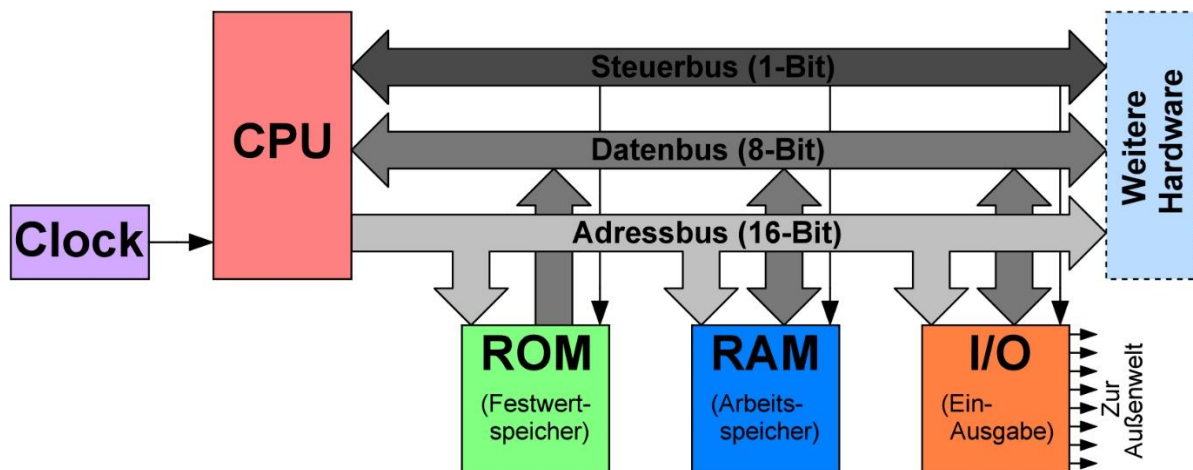 Steuerbus (1-Bit)
CPU
Datenbus (8-Bit)
Weitere
Hardware
Clock
Adressbus (16-Bit)
ROM
(Festwert-
speicher)
RAM
(Arbeits-
speicher)
I/O
(Ein-
Ausgabe)
Zur
Außenwelt